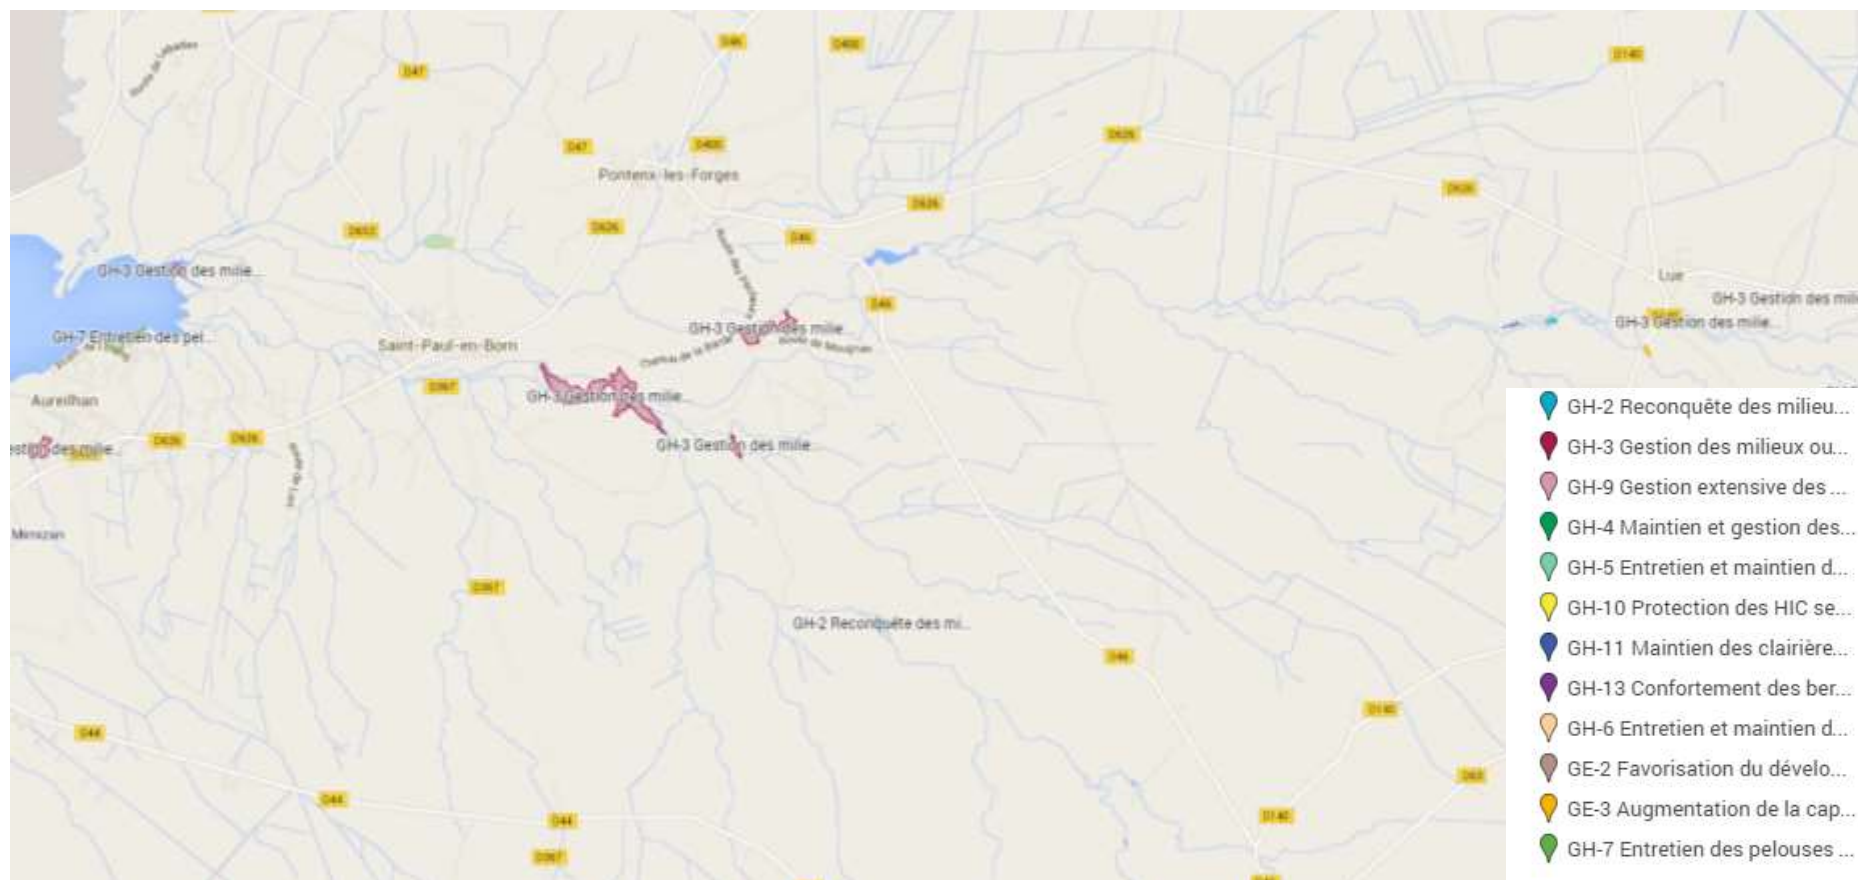 D46
D400
D47
D140
D47
D400
Pontenx-les-Forges
D626
D626
D626
D652
D626
D46
GH-3 Gestion des milie...
Lue
D46
GH-3 Gestion des mili
GH-3 Gestion des milie...
GH-3 Gestion des milie
GH-7 Entretien des pel...
Saint-Paul-en-Born
D367
GH-3 Gestion des milie...
Aureilhan
D626
D626
GH-3 Gestion des milie
estion des milie...
Mimizan
D367
GH-2 Reconquête des mi...
D46
D140
D44
D63
D44
D44
D140
D367
GH-2 Reconquête des milieu...
GH-3 Gestion des milieux ou...
GH-9 Gestion extensive des ...
GH-4 Maintien et gestion des...
GH-5 Entretien et maintien d...
GH-10 Protection des HIC se...
GH-11 Maintien des clairière...
GH-13 Confortement des ber...
GH-6 Entretien et maintien d...
GE-2 Favorisation du dévelo...
GE-3 Augmentation de la cap...
GH-7 Entretien des pelouses ...